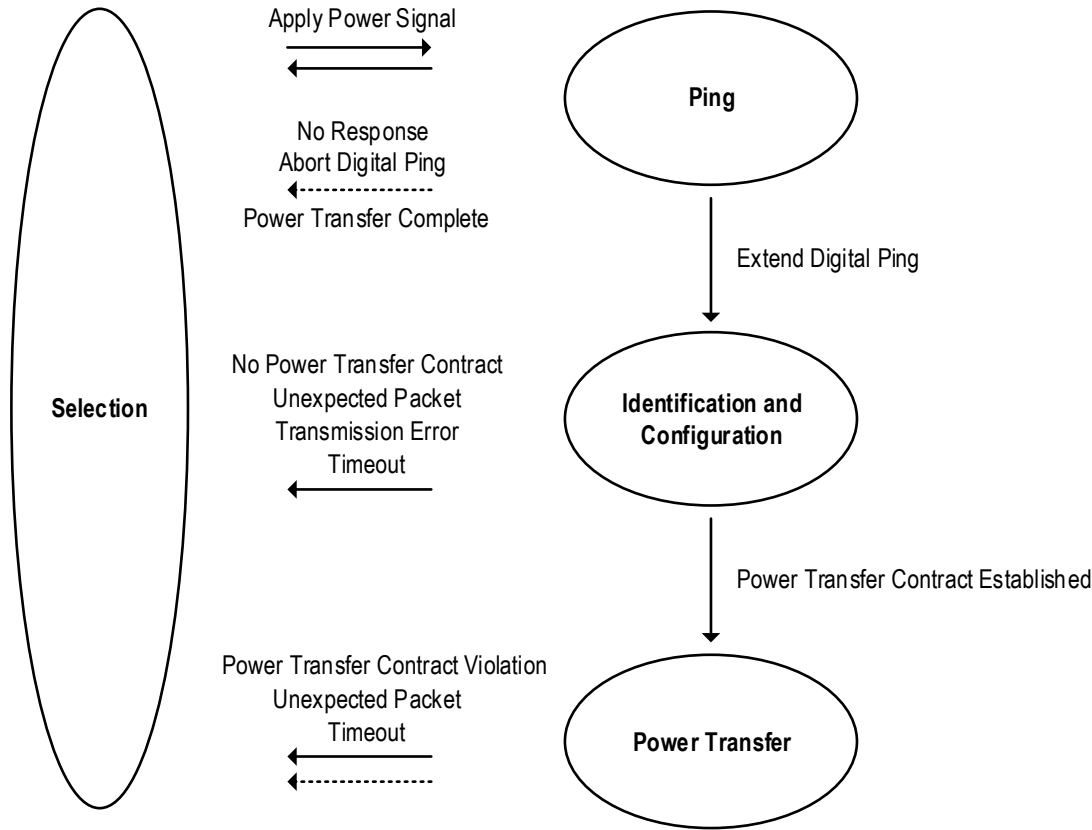 Apply Power Signal
Ping
No Response
Abort Digital Ping
Power Transfer Complete
Extend Digital Ping
No Power Transfer Contract
Unexpected Packet
Transmission Error
Timeout
Selection
Identification and
Configuration
Power Transfer Contract Established
Power Transfer Contract Violation
Unexpected Packet
Timeout
Power Transfer